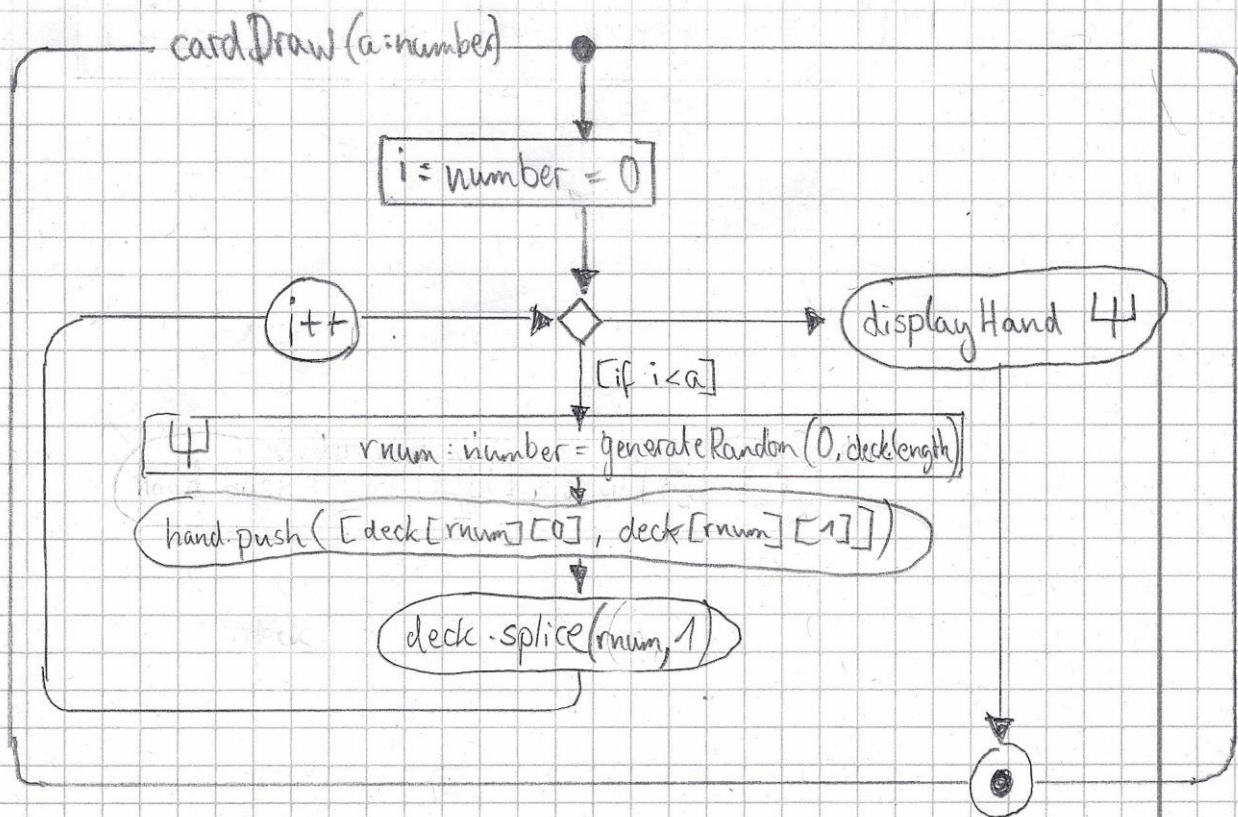 cardDraw (a:number)
i : number = 0
i++
displayHand
[if i<a]
rnum : number = generateRandom (0, deck.length)
hand.push ( [deck [rnum] [0] , deck [rnum] [1]])
deck.splice (rnum, 1)